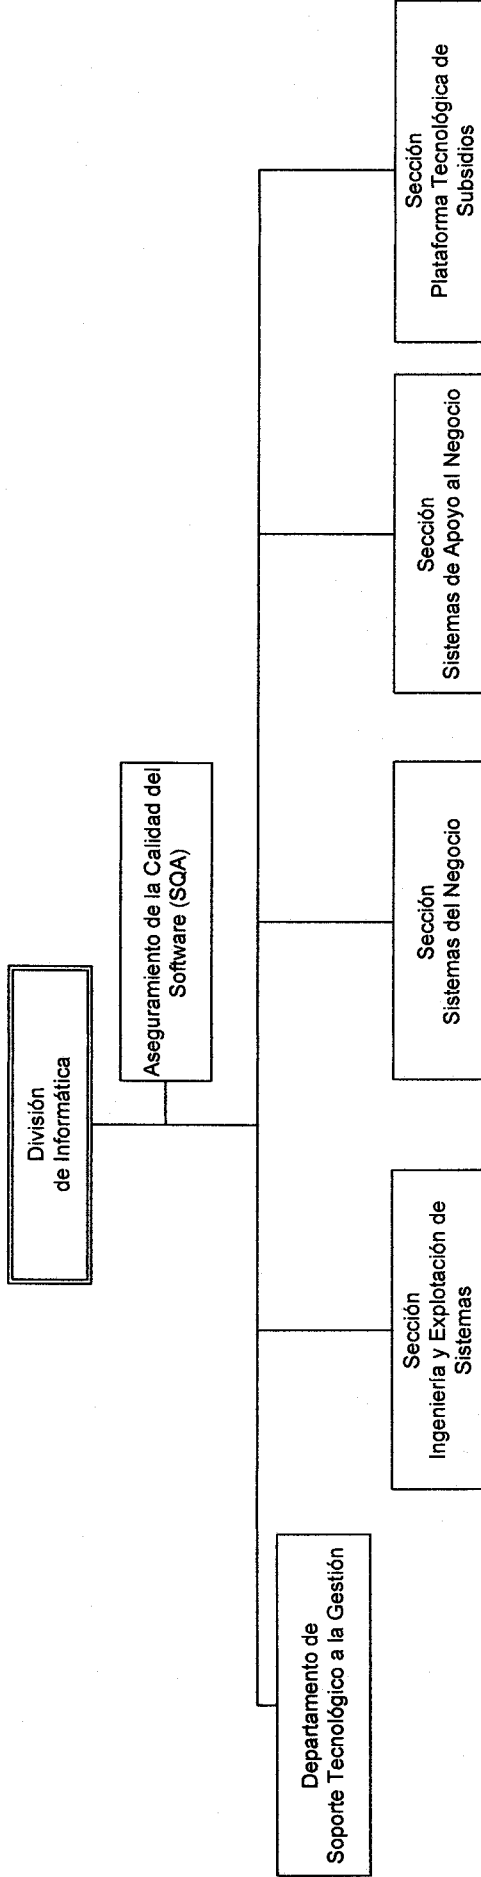 División
de Informática
Aseguramiento de la Calidad del
Software (SQA)
Departamento de
Soporte Tecnológico a la Gestión
Sección
Ingeniería y Explotación de
Sistemas
Sección
Sistemas del Negocio
Sección
Sistemas de Apoyo al Negocio
Sección
Plataforma Tecnológica de
Subsidios